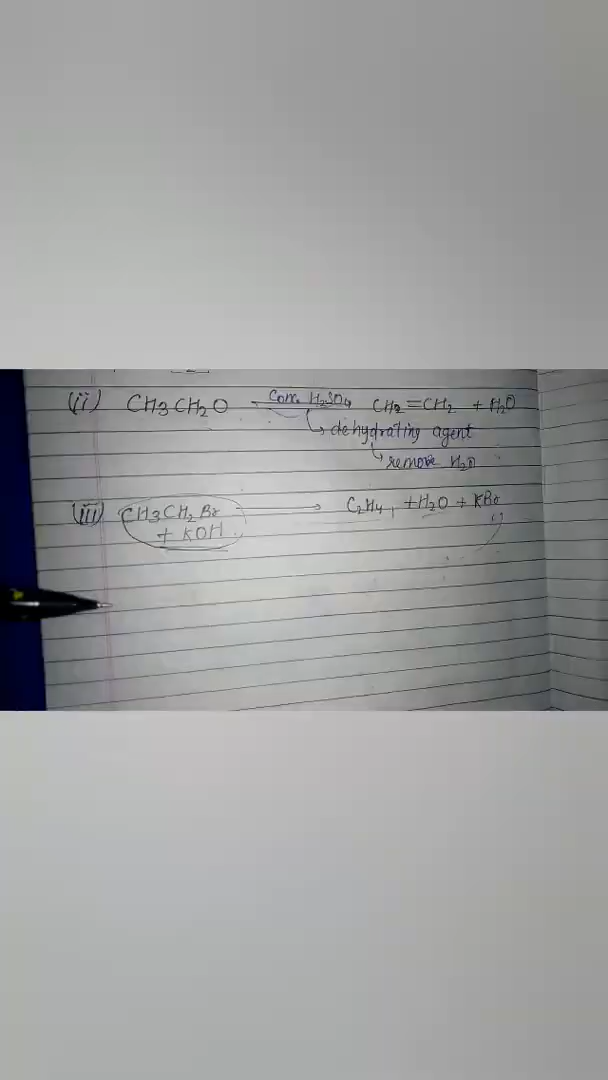 (ii) CH3CH2O Conc. H2SO4 CH2=CH2 + H2O
↳ dehydrating agent
↳ remove H2O
(iii) CH3CH2Br → C2H4 + H2O + KBr
+ KOH